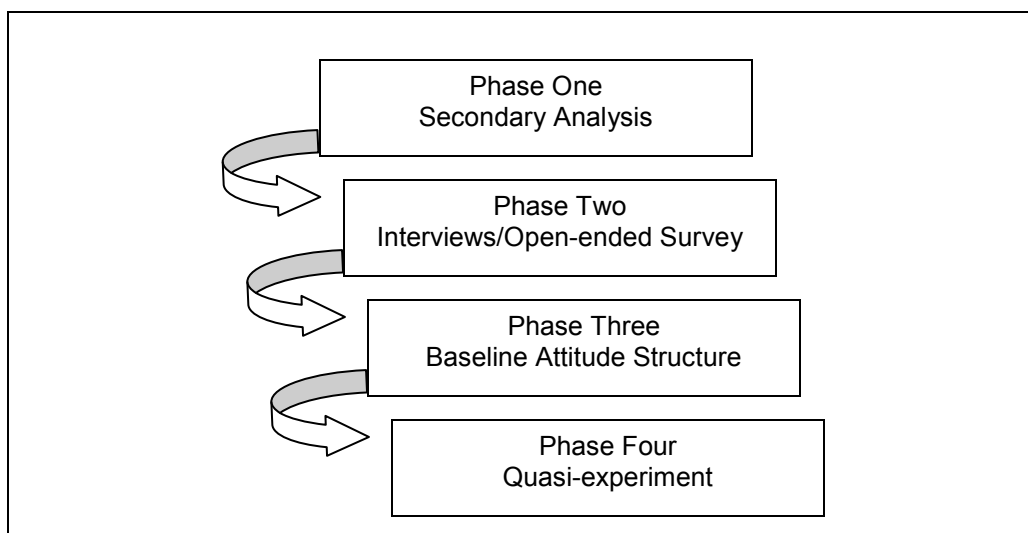 Phase One
Secondary Analysis
Phase Two
Interviews/Open-ended Survey
Phase Three
Baseline Attitude Structure
Phase Four
Quasi-experiment